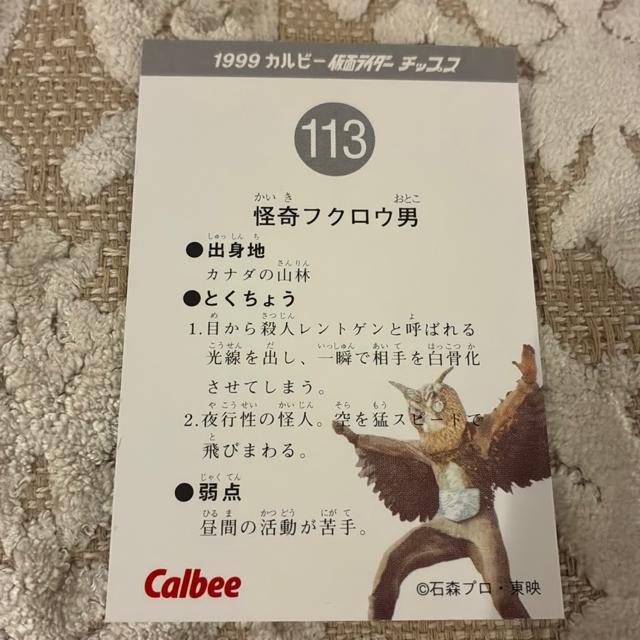 1999 カルビー 仮面ライダー チップス
113
かいき おとこ
怪奇フクロウ男
しゅっしんち
●出身地
さんりん
カナダの山林
●とくちょう
め さつじん よ
1.目から殺人レントゲンと呼ばれる
こうせん だ いっしゅん あいて はっこつか
光線を出し、一瞬で相手を白骨化
させてしまう。
やこうせい かいじん そら もう
2.夜行性の怪人。空を猛スピードで
と
飛びまわる。
じゃくてん
●弱点
ひるま かつどう にがて
昼間の活動が苦手。
Calbee
©石森プロ・東映